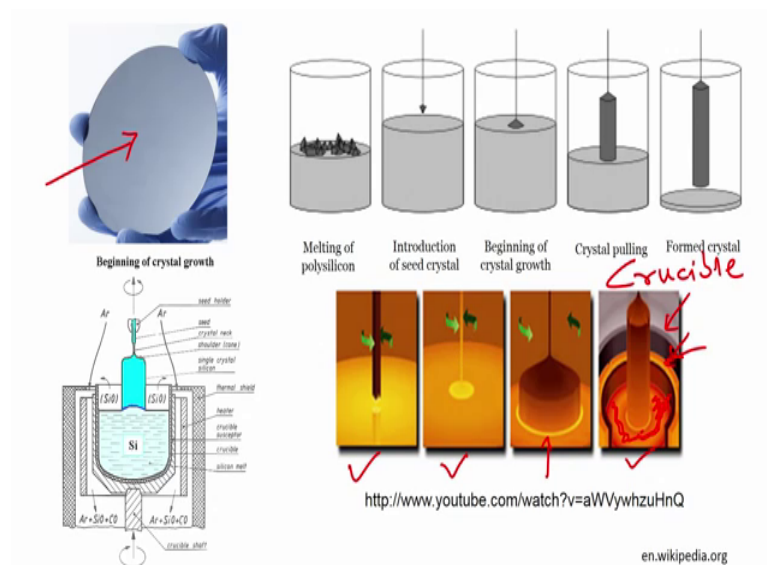 Melting of
polysilicon
Introduction
of seed crystal
Beginning of
crystal growth
Crystal pulling
Formed crystal
Beginning of crystal growth
Crucible
Ar
Ar
seed holder
seed
crystal neck
shoulder (cone)
single crystal
silicon
thermal shield
heater
crucible
susceptor
crucible
silicon melt
(SiO)
(SiO)
Si
Ar+SiO+CO
Ar+SiO+CO
crucible shaft
http://www.youtube.com/watch?v=aWVywhzuHnQ
en.wikipedia.org